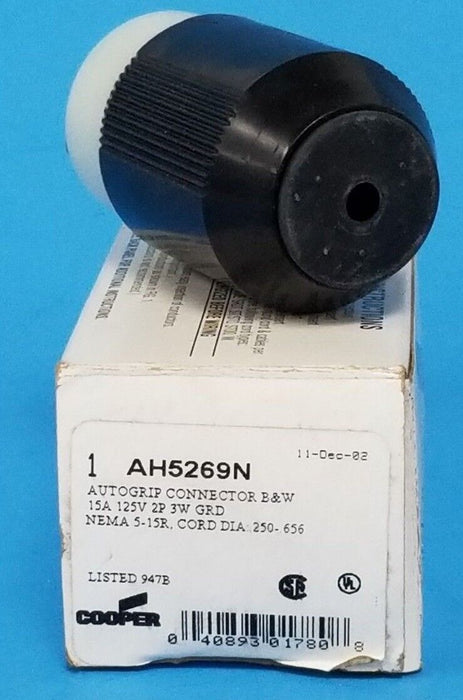 INSTRUCTIONS
1 AH5269N
11-Dec-02
AUTOGRIP CONNECTOR B&W
15A 125V 2P 3W GRD
NEMA 5-15R, CORD DIA .250-.656
LISTED 947B
COOPER
0 40893 01780 8